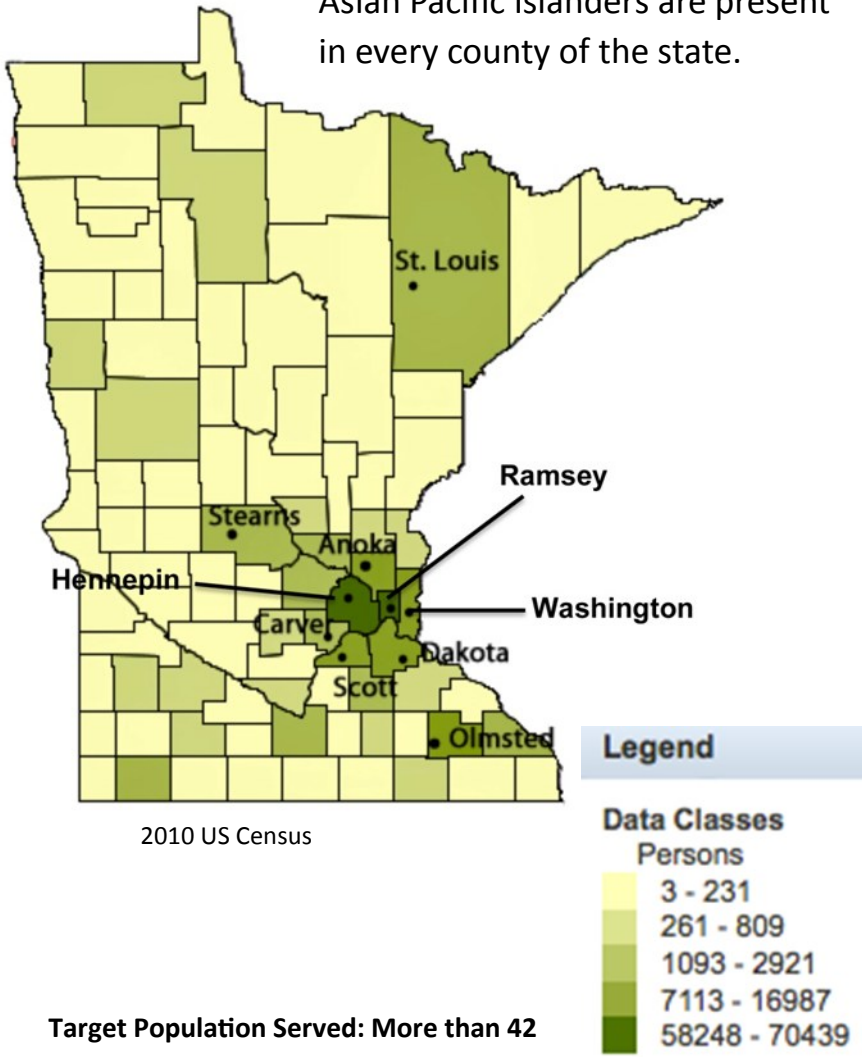 Asian Pacific Islanders are present
in every county of the state.
St. Louis
Ramsey
Stearns
Anoka
Hennepin
Washington
Carver
Dakota
Scott
Olmsted
Legend
2010 US Census
Data Classes
Persons
3 - 231
261 - 809
1093 - 2921
7113 - 16987
58248 - 70439
Target Population Served: More than 42